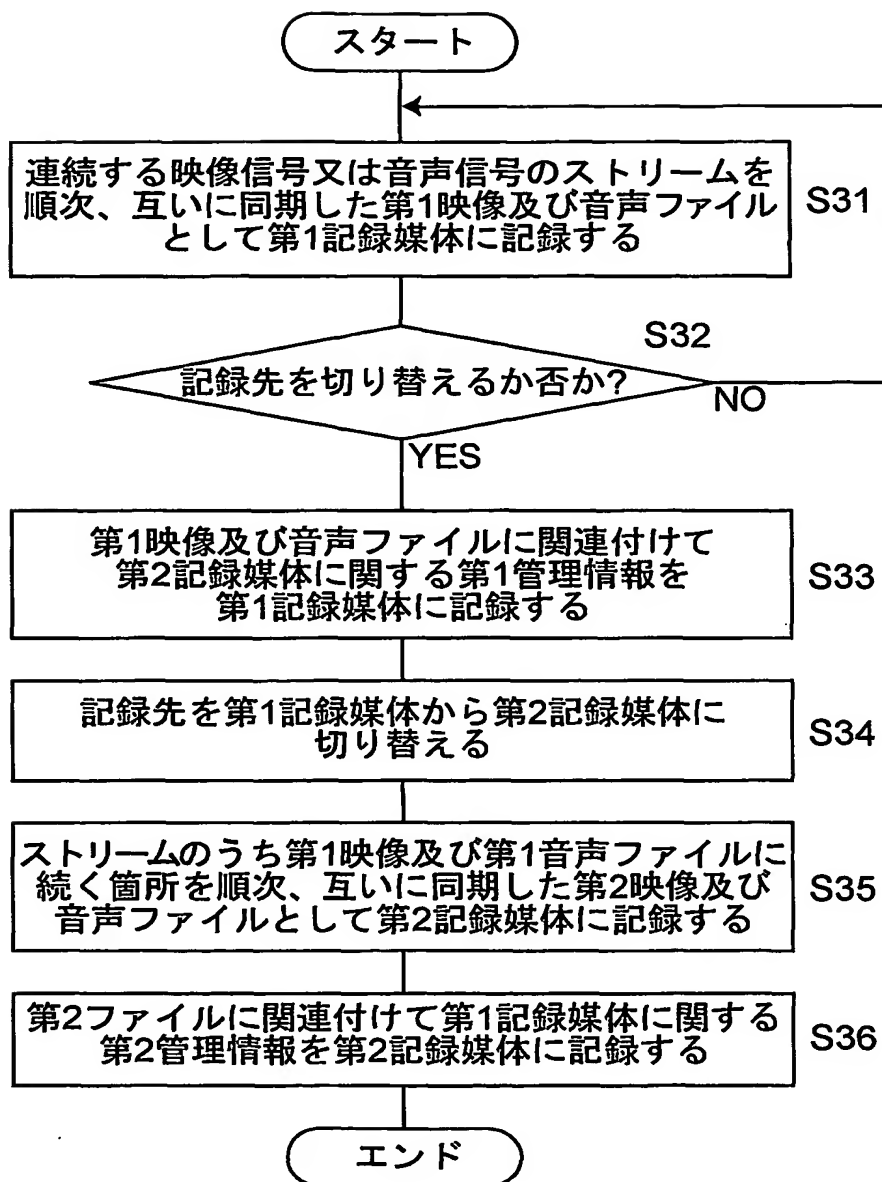 スタート
連続する映像信号又は音声信号のストリームを
順次、互いに同期した第1映像及び音声ファイル
として第1記録媒体に記録する
S31
S32
記録先を切り替えるか否か?
NO
YES
第1映像及び音声ファイルに関連付けて
第2記録媒体に関する第1管理情報を
第1記録媒体に記録する
S33
記録先を第1記録媒体から第2記録媒体に
切り替える
S34
ストリームのうち第1映像及び第1音声ファイルに
続く箇所を順次、互いに同期した第2映像及び
音声ファイルとして第2記録媒体に記録する
S35
第2ファイルに関連付けて第1記録媒体に関する
第2管理情報を第2記録媒体に記録する
S36
エンド